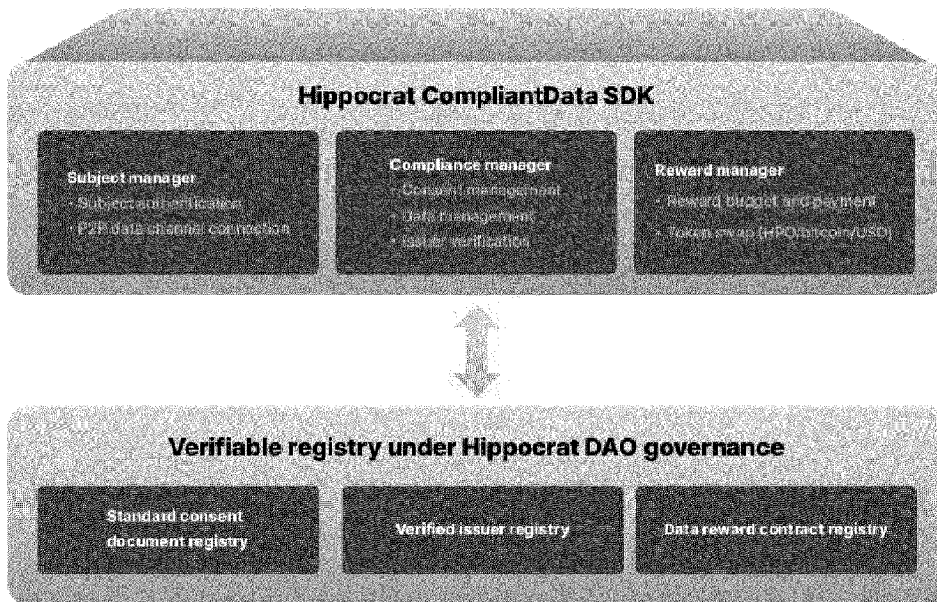 Hippocrat CompliantData SDK
Subject manager
• Subject authentication
• P2P data channel connection
Compliance manager
• Consent management
• Data management
• Issuer verification
Reward manager
• Reward budget and payment
• Token swap (HPO/bitcoin/USD)
Verifiable registry under Hippocrat DAO governance
Standard consent
document registry
Verified issuer registry
Data reward contract registry